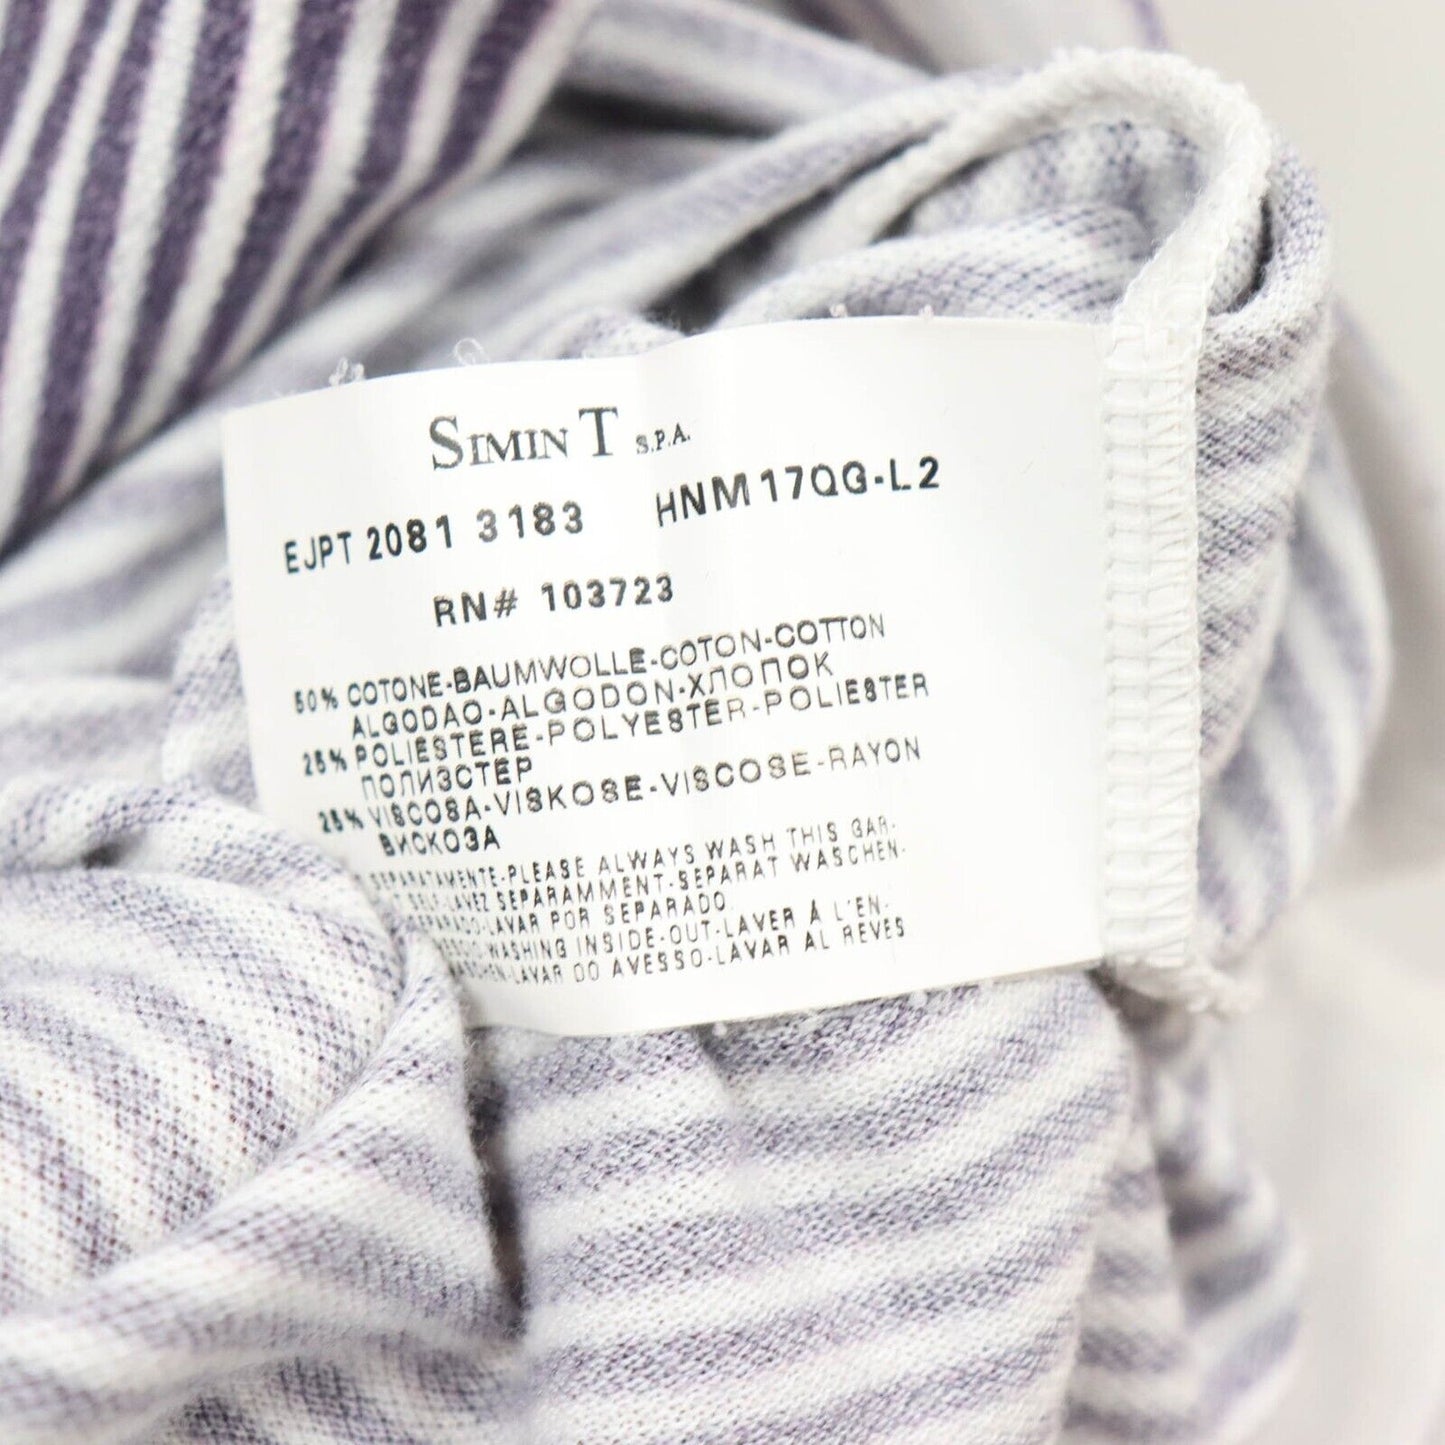 SIMIN T S.P.A.
EJPT 2081 3183 HNM17QG-L2
RN# 103723
50% COTONE-BAUMWOLLE-COTON-COTTON
ALGODAO-ALGODON-ХЛОПОК
25% POLIESTERE-POLYESTER-POLIESTER
ПОЛИЭСТЕР
25% VISCOSA-VISKOSE-VISCOSE-RAYON
ВИСКОЗА
SEPARATAMENTE-PLEASE ALWAYS WASH THIS GAR-
SELF-LAVEZ SEPARAMMENT-SEPARAT WASCHEN-
LAVAR POR SEPARADO
WASHING INSIDE-OUT-LAVER À L'EN-
LAVAR DO AVESSO-LAVAR AL REVES